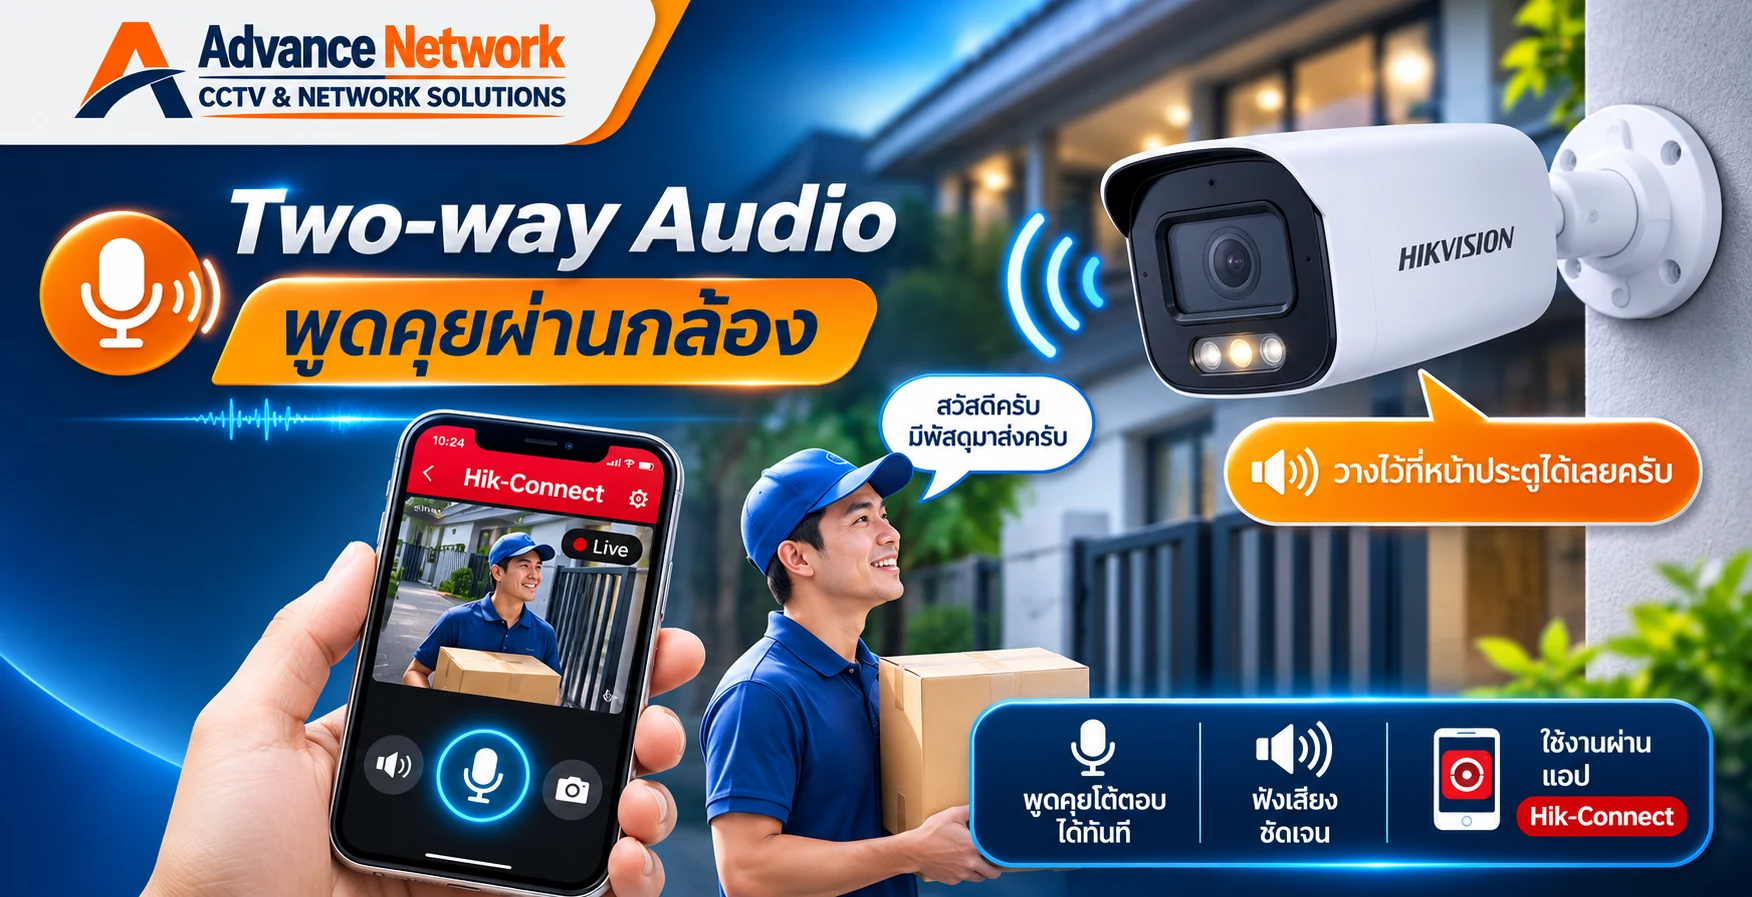 Advance Network
CCTV & NETWORK SOLUTIONS
Two-way Audio
พูดคุยผ่านกล้อง
HIKVISION
สวัสดีครับ
มีพัสดุมาส่งครับ
วางไว้ที่หน้าประตูได้เลยครับ
10:24
Hik-Connect
Live
พูดคุยโต้ตอบ
ได้ทันที
ฟังเสียง
ชัดเจน
ใช้งานผ่าน
แอป
Hik-Connect